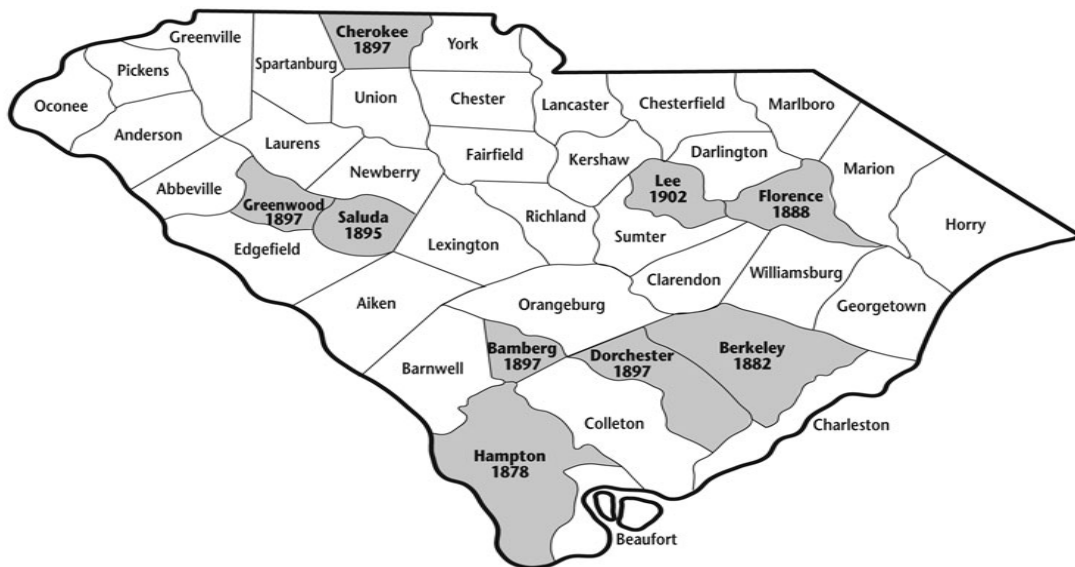 Cherokee
1897
Greenville
York
Spartanburg
Pickens
Oconee
Union
Chester
Lancaster
Chesterfield
Marlboro
Anderson
Laurens
Fairfield
Kershaw
Darlington
Marion
Newberry
Abbeville
Lee
1902
Florence
1888
Greenwood
1897
Saluda
1895
Richland
Horry
Edgefield
Lexington
Sumter
Clarendon
Williamsburg
Aiken
Orangeburg
Georgetown
Bamberg
1897
Dorchester
1897
Berkeley
1882
Barnwell
Colleton
Charleston
Hampton
1878
Beaufort